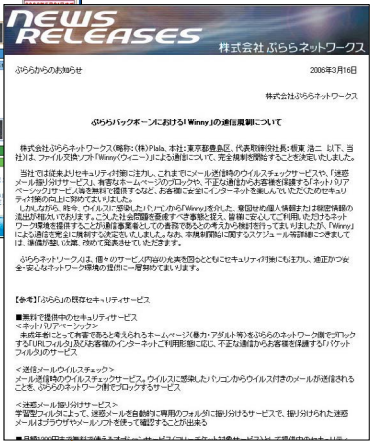 NEWS
RELEASES
株式会社 ぷららネットワークス
ぷららからのお知らせ
2006年3月16日
株式会社ぷららネットワークス
ぷららバックボーンにおける「Winny」の通信規制について
株式会社ぷららネットワークス(略称:(株)Plala、本社:東京都豊島区、代表取締役社長:板東 浩二 以下、当
社)は、ファイル交換ソフト「Winny(ウィニー)」による通信について、完全規制を開始することを決定いたしました。
当社では従来よりセキュリティ対策に注力し、これまでにメール送受信時のウイルスチェックサービスや、「迷惑
メール振り分けサービス」、有害なホームページのブロックや、不正な通信からお客様を保護する「ネットバリア
ベーシック」サービス等を無料で提供するなど、お客様に安全にインターネットを楽しんでいただくためのセキュリ
ティ対策の向上に努めてまいりました。
しかしながら、昨今、ウイルスに感染したパソコンから「Winny」を介した、意図せぬ個人情報または機密情報の
流出が相次いでおります。こうした社会問題を憂慮すべき事態と捉え、皆様に安心してご利用いただけるネット
ワーク環境を提供することが通信事業者としての責務であるとの考えから検討を行ってまいりましたが、「Winny」
による通信を完全に規制する決定をいたしました。なお、本規制開始に関するスケジュール等詳細につきまして
は、準備が整い次第、改めて発表させていただきます。
ぷららネットワークスは、個々のサービス内容の充実を図るとともにセキュリティ対策にも注力し、適正かつ安
全・安心なネットワーク環境の提供に一層努めてまいります。
【参考】「ぷらら」の既存セキュリティサービス
■無料で提供中のセキュリティサービス
<ネットバリアベーシック>
未成年者にとって有害であると考えられるホームページ(暴力・アダルト等)をぷららのネットワーク側でブロック
する「URLフィルタ」及びお客様のインターネットご利用形態に応じ、不正な通信からお客様を保護する「パケット
フィルタ」のサービス
<送信メールウイルスチェック>
メール送信時のウイルスチェックサービス。ウイルスに感染したパソコンからウイルス付きのメールが送信される
ことを、ぷららのネットワーク側でブロックするサービス
<迷惑メール振り分けサービス>
学習型フィルタによって、迷惑メールを自動的に専用のフォルダに振り分けるサービスで、振り分けられた迷惑
メールはブラウザやメールソフトを使って確認することが出来る